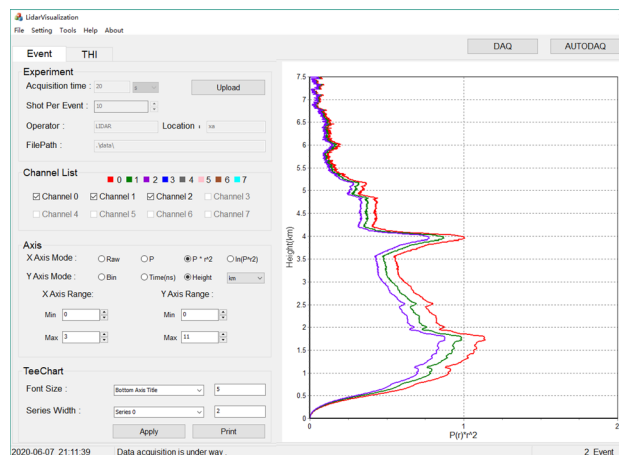 LidarVisualization
File Setting Tools Help About
Event THI
DAQ AUTODAQ
Experiment
Acquisition time : 20 s Upload
Shot Per Event : 10
Operator : LIDAR Location : xa
FilePath : .\data\
Channel List
0 1 2 3 4 5 6 7
Channel 0 Channel 1 Channel 2 Channel 3
Channel 4 Channel 5 Channel 6 Channel 7
Axis
X Axis Mode : Raw P P * r^2 ln(P*r^2)
Y Axis Mode : Bin Time(ns) Height km
X Axis Range: Y Axis Range :
Min 0 Min 0
Max 3 Max 11
TeeChart
Font Size : Bottom Axis Title 5
Series Width : Series 0 2
Apply Print
Height(km)
7.5
7
6.5
6
5.5
5
4.5
4
3.5
3
2.5
2
1.5
1
0.5
0
0 1 2
P(r)*r^2
2020-06-07 21:11:39 Data acquisition is under way . 2 Event